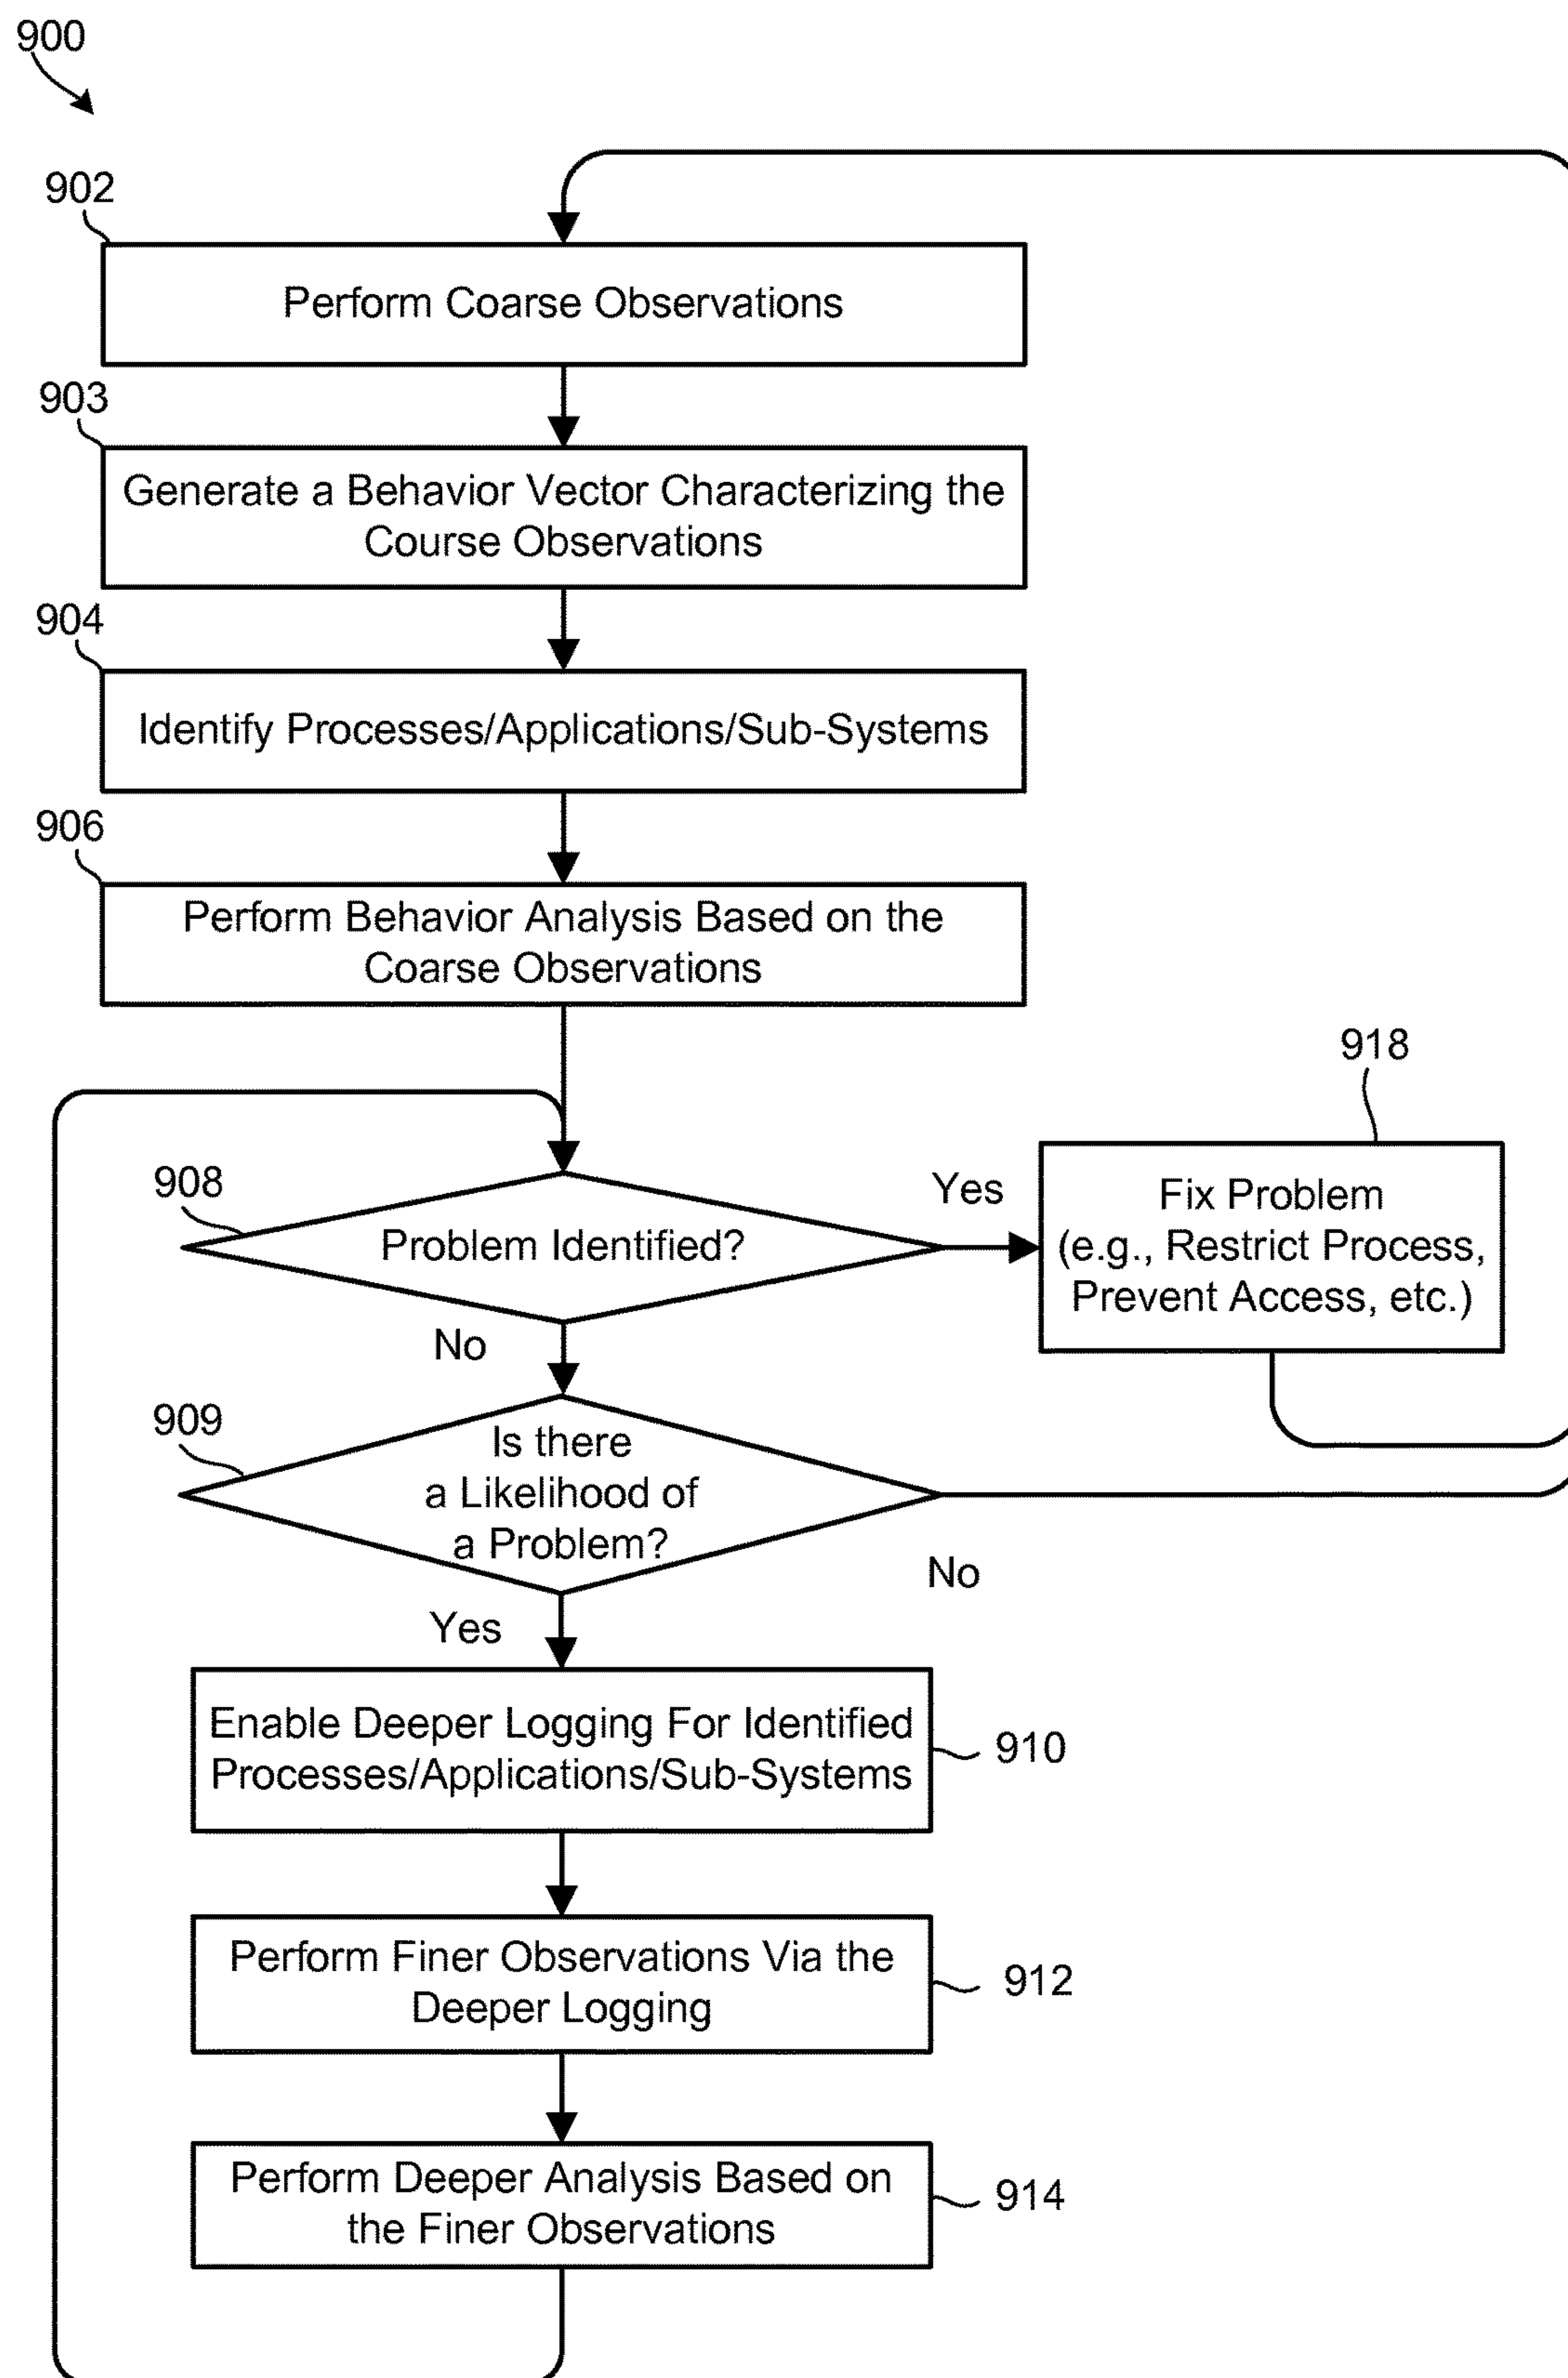 900
902
Perform Coarse Observations
903
Generate a Behavior Vector Characterizing the
Course Observations
904
Identify Processes/Applications/Sub-Systems
906
Perform Behavior Analysis Based on the
Coarse Observations
918
908
Problem Identified?
Yes
Fix Problem
(e.g., Restrict Process,
Prevent Access, etc.)
No
909
Is there
a Likelihood of
a Problem?
No
Yes
Enable Deeper Logging For Identified
Processes/Applications/Sub-Systems
910
Perform Finer Observations Via the
Deeper Logging
912
Perform Deeper Analysis Based on
the Finer Observations
914